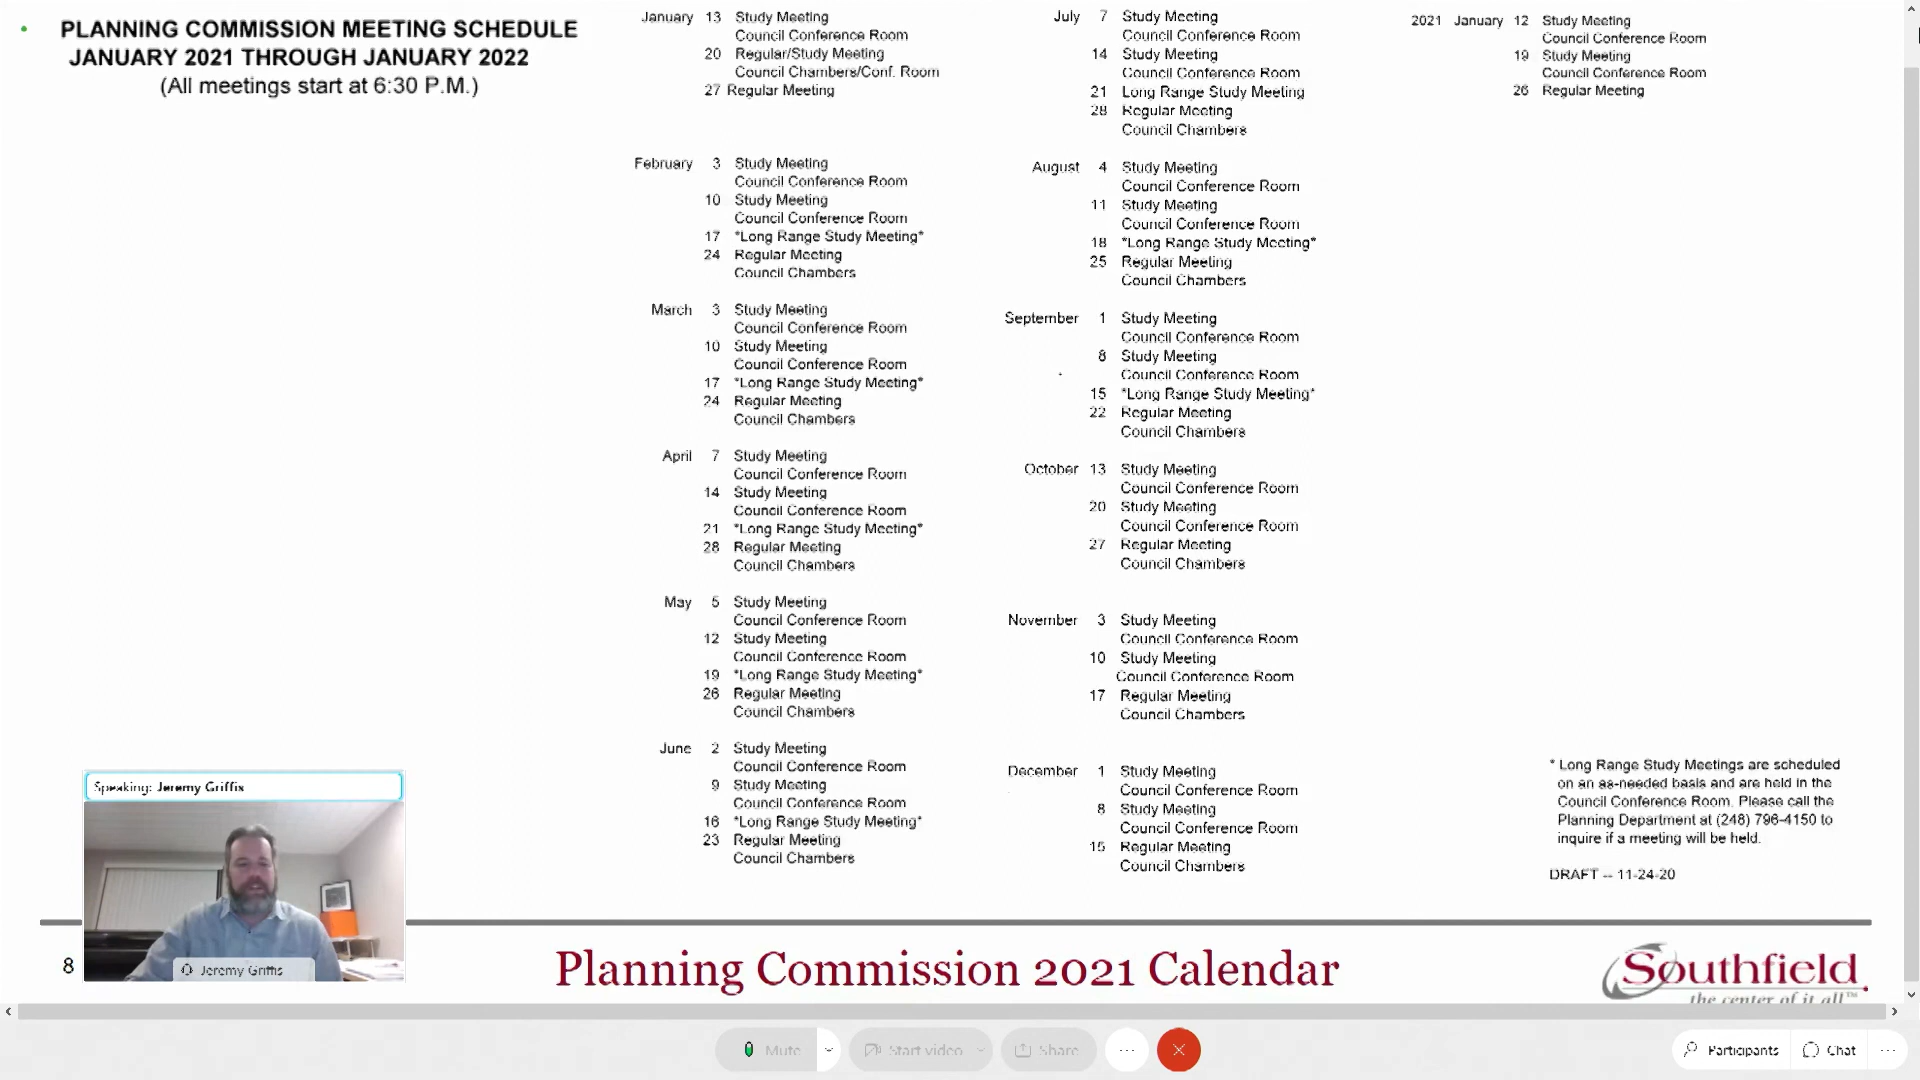 PLANNING COMMISSION MEETING SCHEDULE
JANUARY 2021 THROUGH JANUARY 2022
(All meetings start at 6:30 P.M.)
January 13 Study Meeting
Council Conference Room
20 Regular/Study Meeting
Council Chambers/Conf. Room
27 Regular Meeting
February 3 Study Meeting
Council Conference Room
10 Study Meeting
Council Conference Room
17 *Long Range Study Meeting*
24 Regular Meeting
Council Chambers
March 3 Study Meeting
Council Conference Room
10 Study Meeting
Council Conference Room
17 *Long Range Study Meeting*
24 Regular Meeting
Council Chambers
April 7 Study Meeting
Council Conference Room
14 Study Meeting
Council Conference Room
21 *Long Range Study Meeting*
28 Regular Meeting
Council Chambers
May 5 Study Meeting
Council Conference Room
12 Study Meeting
Council Conference Room
19 *Long Range Study Meeting*
26 Regular Meeting
Council Chambers
June 2 Study Meeting
Council Conference Room
9 Study Meeting
Council Conference Room
16 *Long Range Study Meeting*
23 Regular Meeting
Council Chambers
July 7 Study Meeting
Council Conference Room
14 Study Meeting
Council Conference Room
21 Long Range Study Meeting
28 Regular Meeting
Council Chambers
August 4 Study Meeting
Council Conference Room
11 Study Meeting
Council Conference Room
18 *Long Range Study Meeting*
25 Regular Meeting
Council Chambers
September 1 Study Meeting
Council Conference Room
8 Study Meeting
Council Conference Room
15 *Long Range Study Meeting*
22 Regular Meeting
Council Chambers
October 13 Study Meeting
Council Conference Room
20 Study Meeting
Council Conference Room
27 Regular Meeting
Council Chambers
November 3 Study Meeting
Council Conference Room
10 Study Meeting
Council Conference Room
17 Regular Meeting
Council Chambers
December 1 Study Meeting
Council Conference Room
8 Study Meeting
Council Conference Room
15 Regular Meeting
Council Chambers
2021 January 12 Study Meeting
Council Conference Room
19 Study Meeting
Council Conference Room
26 Regular Meeting
* Long Range Study Meetings are scheduled
on an as-needed basis and are held in the
Council Conference Room. Please call the
Planning Department at (248) 796-4150 to
inquire if a meeting will be held.
DRAFT -- 11-24-20
Speaking: Jeremy Griffis
Jeremy Griffis
8
Planning Commission 2021 Calendar
Southfield
the center of it all™
Mute
Start video
Share
Participants
Chat